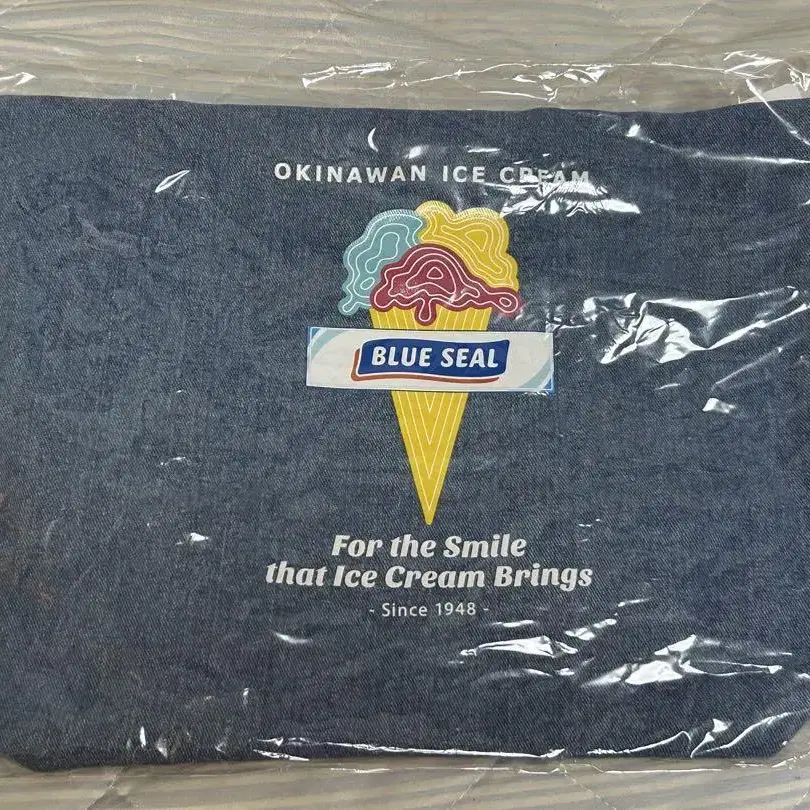 OKINAWAN ICE CREAM
BLUE SEAL
For the Smile
that Ice Cream Brings
- Since 1948 -